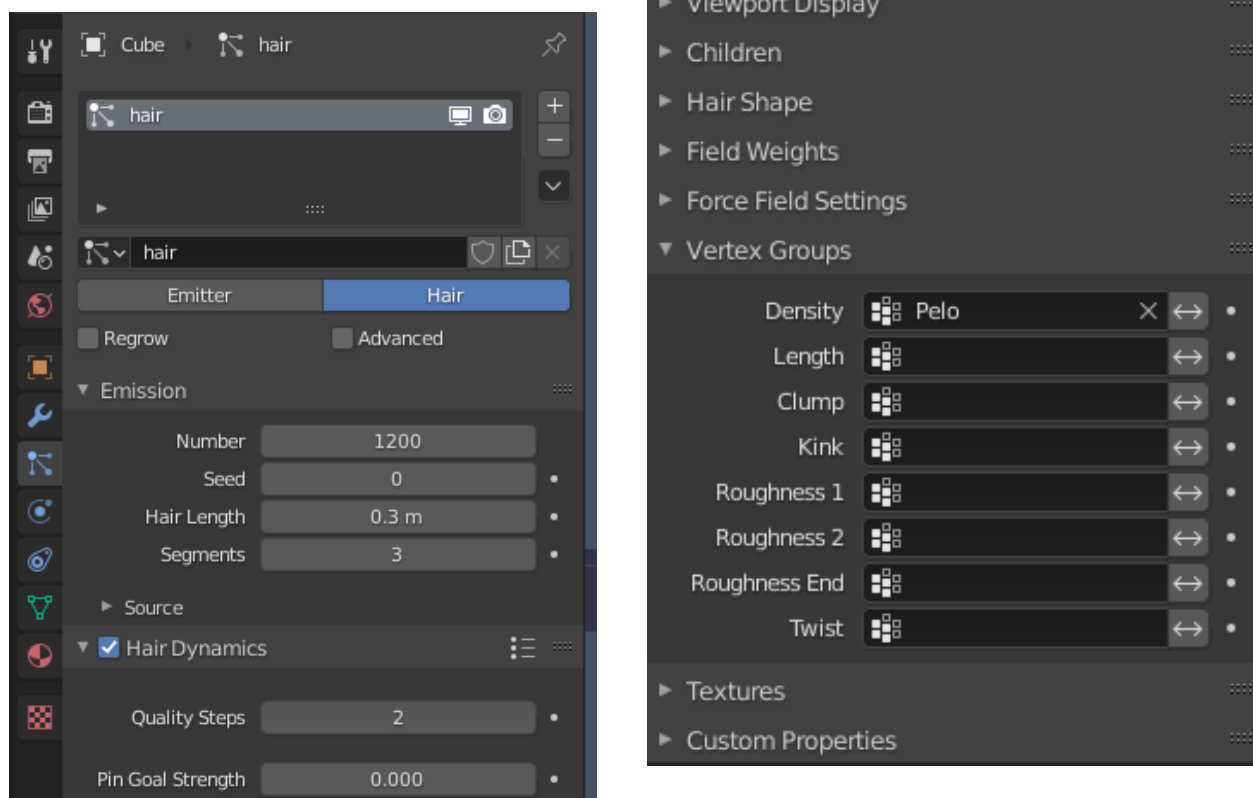 Cube hair
hair
hair
Emitter Hair
Regrow Advanced
Emission
Number 1200
Seed 0
Hair Length 0.3 m
Segments 3
Source
Hair Dynamics
Quality Steps 2
Pin Goal Strength 0.000
Viewport Display
Children
Hair Shape
Field Weights
Force Field Settings
Vertex Groups
Density Pelo
Length
Clump
Kink
Roughness 1
Roughness 2
Roughness End
Twist
Textures
Custom Properties